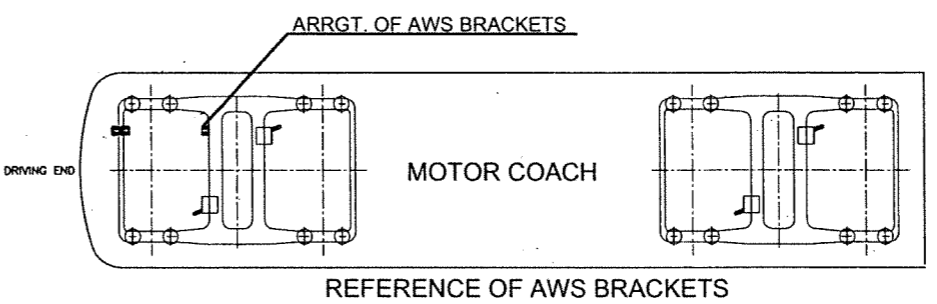 ARRGT. OF AWS BRACKETS
DRIVING END
MOTOR COACH
REFERENCE OF AWS BRACKETS